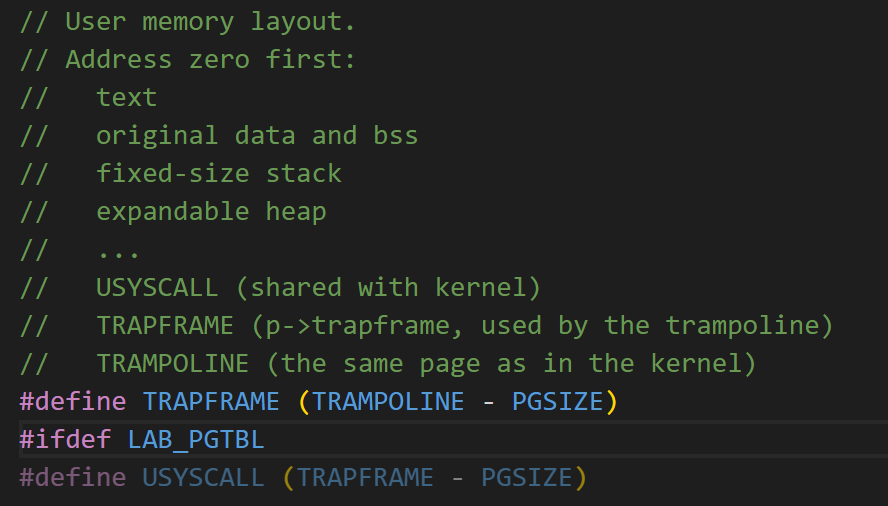 // User memory layout.
// Address zero first:
//   text
//   original data and bss
//   fixed-size stack
//   expandable heap
//   ...
//   USYSCALL (shared with kernel)
//   TRAPFRAME (p->trapframe, used by the trampoline)
//   TRAMPOLINE (the same page as in the kernel)
#define TRAPFRAME (TRAMPOLINE - PGSIZE)
#ifdef LAB_PGTBL
#define USYSCALL (TRAPFRAME - PGSIZE)